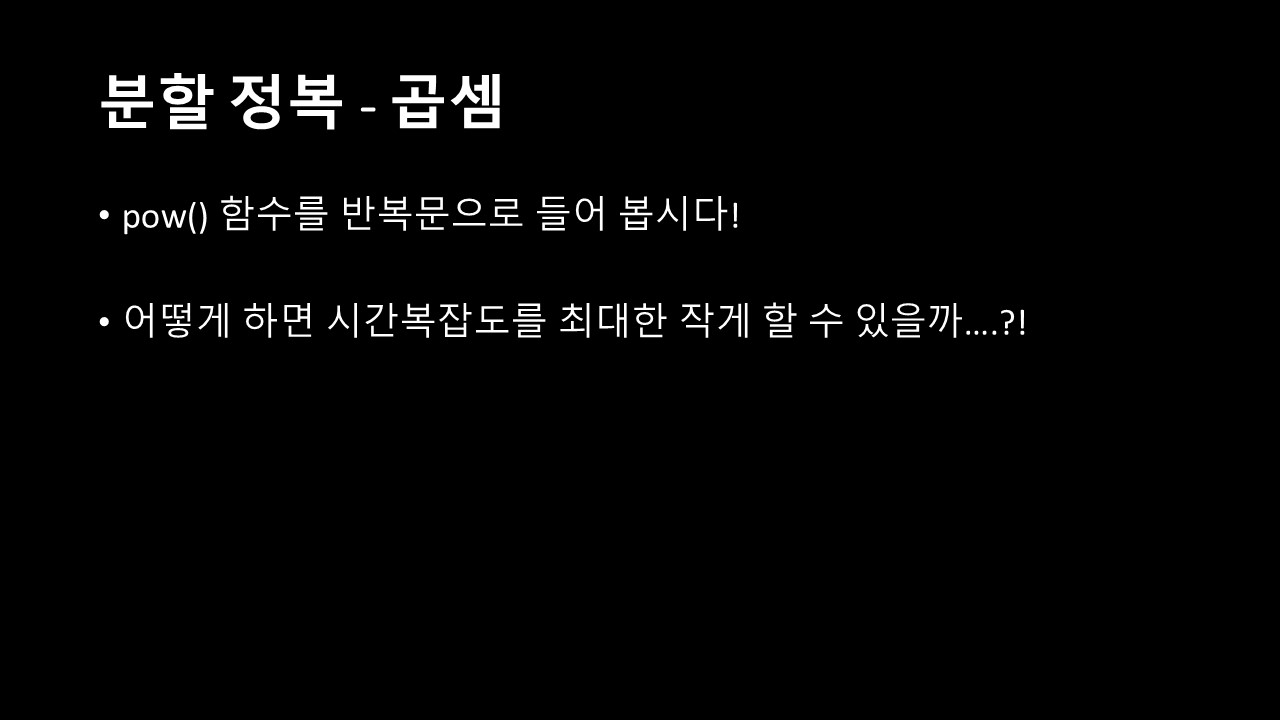 분할 정복 - 곱셈
• pow() 함수를 반복문으로 들어 봅시다!
• 어떻게 하면 시간복잡도를 최대한 작게 할 수 있을까....?!